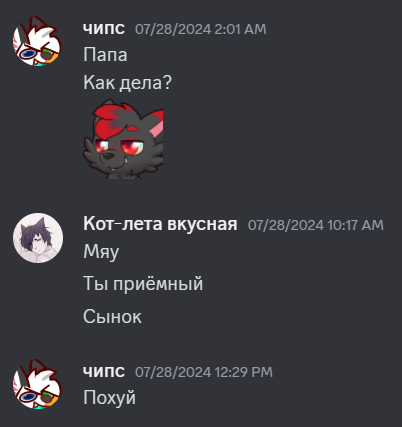 чипс 07/28/2024 2:01 AM
Папа
Как дела?
Кот-лета вкусная 07/28/2024 10:17 AM
Мяу
Ты приёмный
Сынок
чипс 07/28/2024 12:29 PM
Похуй